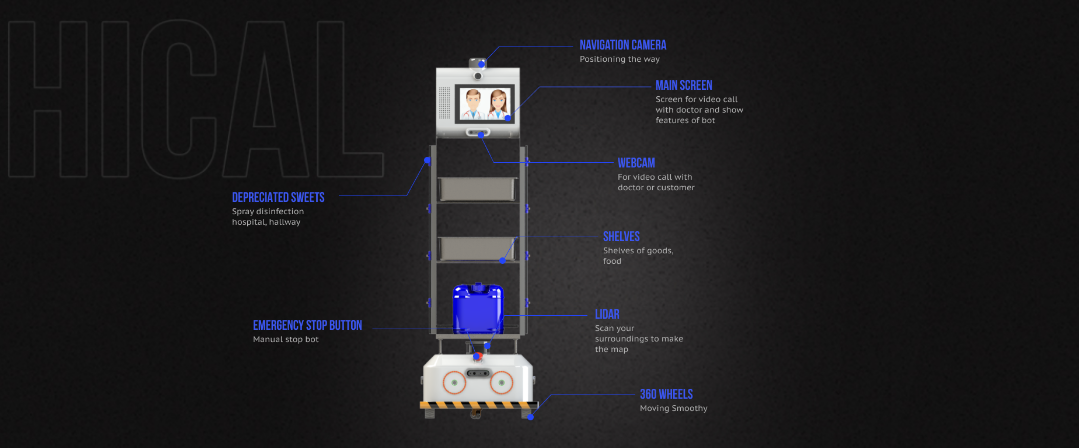 HICAL
NAVIGATION CAMERA
Positioning the way
MAIN SCREEN
Screen for video call
with doctor and show
features of bot
WEBCAM
For video call with
doctor or customer
DEPRECIATED SWEETS
Spray disinfection
hospital, hallway
SHELVES
Shelves of goods,
food
LIDAR
Scan your
surroundings to make
the map
EMERGENCY STOP BUTTON
Manual stop bot
360 WHEELS
Moving Smoothy